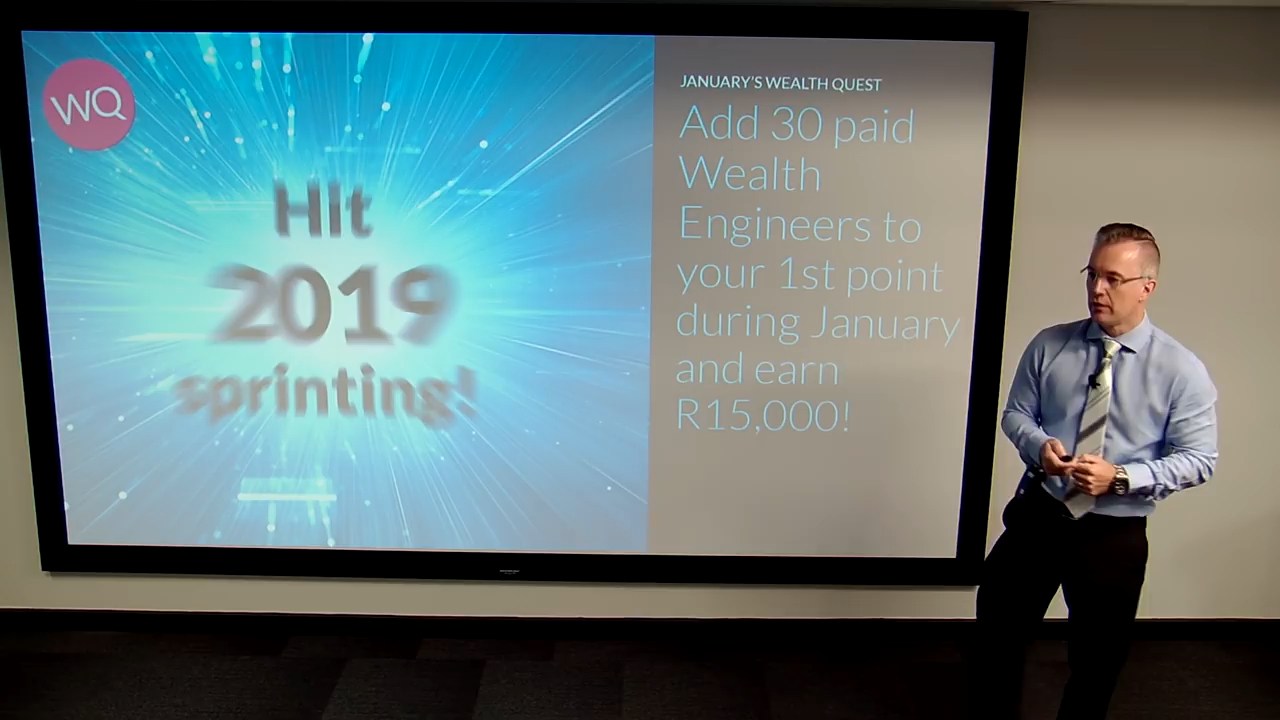 WQ
Hit
2019
sprinting!
JANUARY'S WEALTH QUEST
Add 30 paid
Wealth
Engineers to
your 1st point
during January
and earn
R15,000!